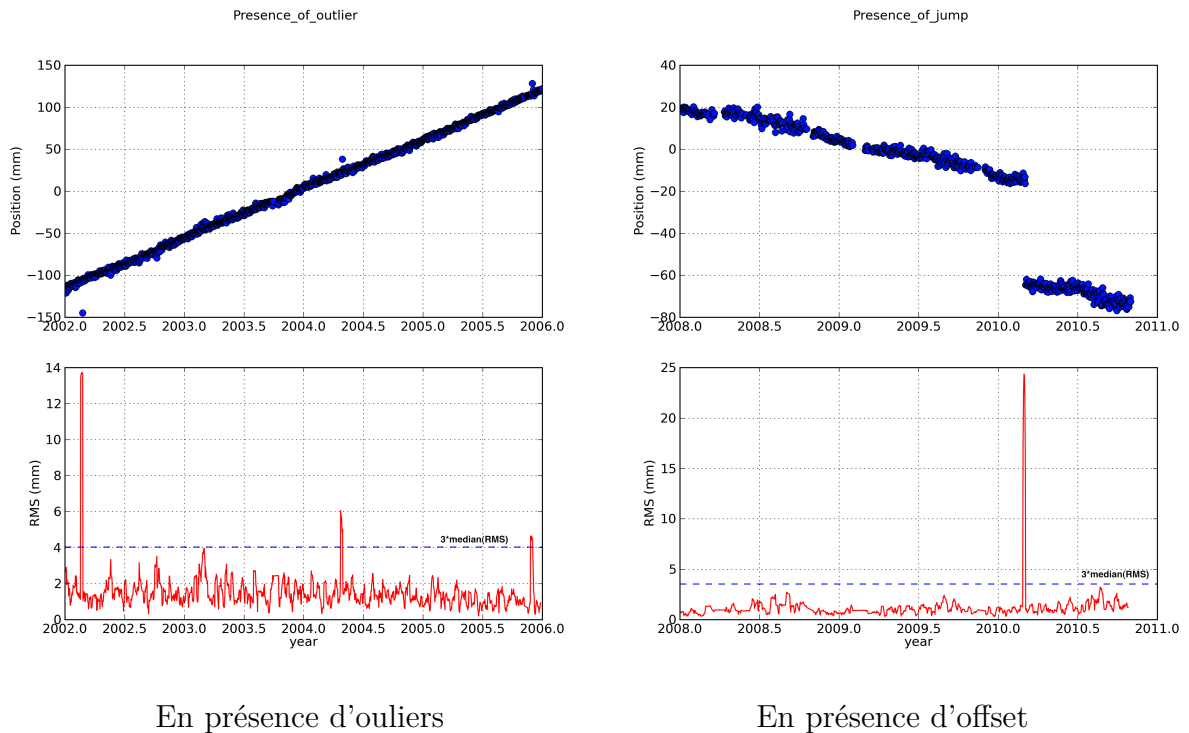 Presence_of_outlier
150
100
50
0
−50
−100
−150
Position (mm)
2002.0 2002.5 2003.0 2003.5 2004.0 2004.5 2005.0 2005.5 2006.0
14
12
10
8
6
4
2
0
RMS (mm)
3*median(RMS)
2002.0 2002.5 2003.0 2003.5 2004.0 2004.5 2005.0 2005.5 2006.0
year
En présence d'ouliers
Presence_of_jump
40
20
0
−20
−40
−60
−80
Position (mm)
2008.0 2008.5 2009.0 2009.5 2010.0 2010.5 2011.0
25
20
15
10
5
0
RMS (mm)
3*median(RMS)
2008.0 2008.5 2009.0 2009.5 2010.0 2010.5 2011.0
year
En présence d'offset